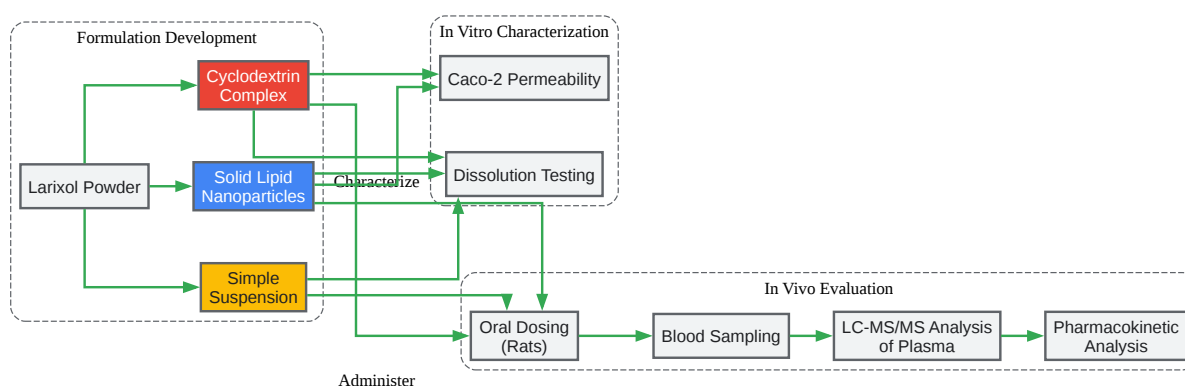 Formulation Development
In Vitro Characterization
Cyclodextrin
Complex
Caco-2 Permeability
Larixol Powder
Solid Lipid
Nanoparticles
Characterize
Dissolution Testing
Simple
Suspension
In Vivo Evaluation
Oral Dosing
(Rats)
Blood Sampling
LC-MS/MS Analysis
of Plasma
Pharmacokinetic
Analysis
Administer